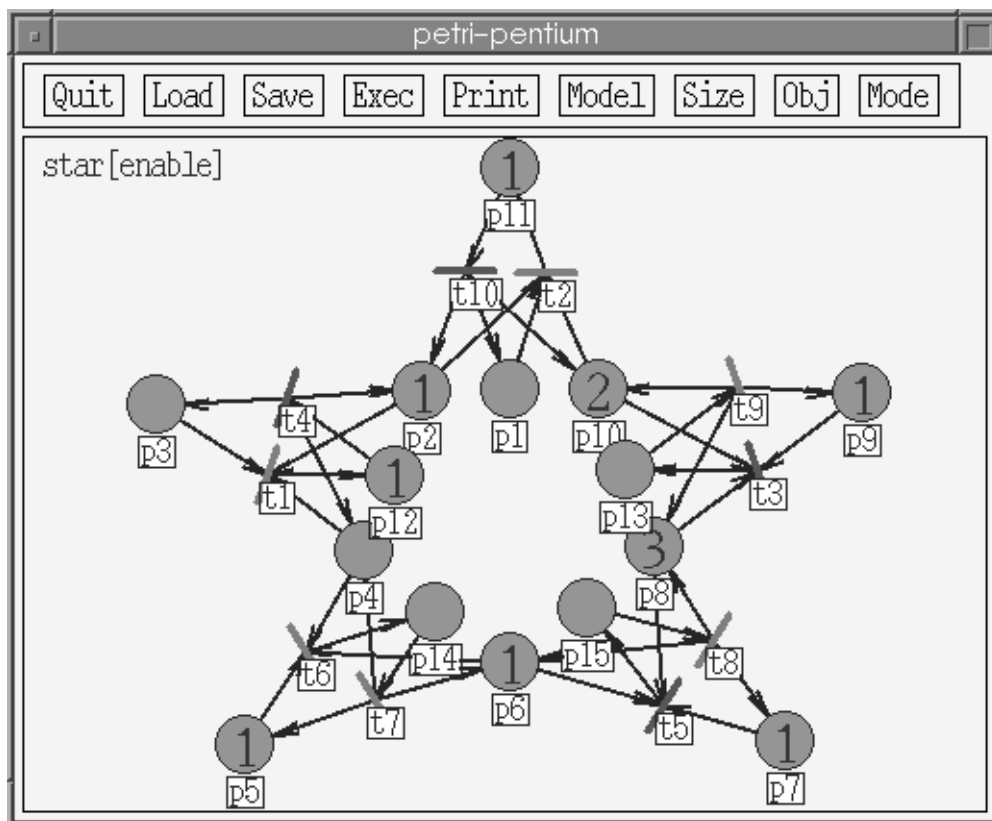 petri-pentium
Quit Load Save Exec Print Model Size Obj Mode
star[enable]
1
p11
t10 t2
1 2 1
t4 t9
p3 p2 p1 p10 p9
1
t1 p12 p13 t3
3
p4 p8
t6 p14 1 p15 t8
t7 p6 t5
1 1
p5 p7